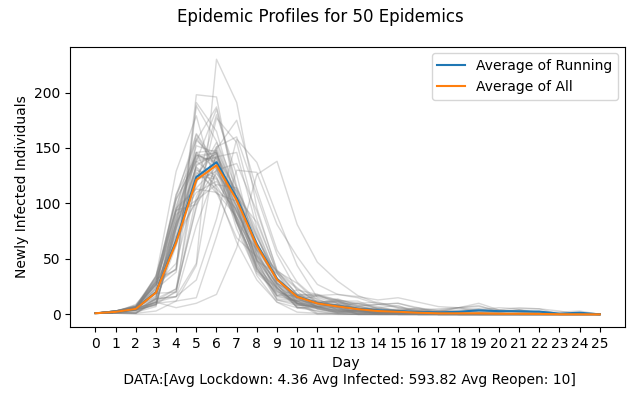 Epidemic Profiles for 50 Epidemics
Average of Running
Average of All
Newly Infected Individuals
200
150
100
50
0
0 1 2 3 4 5 6 7 8 9 10 11 12 13 14 15 16 17 18 19 20 21 22 23 24 25
Day
DATA:[Avg Lockdown: 4.36 Avg Infected: 593.82 Avg Reopen: 10]